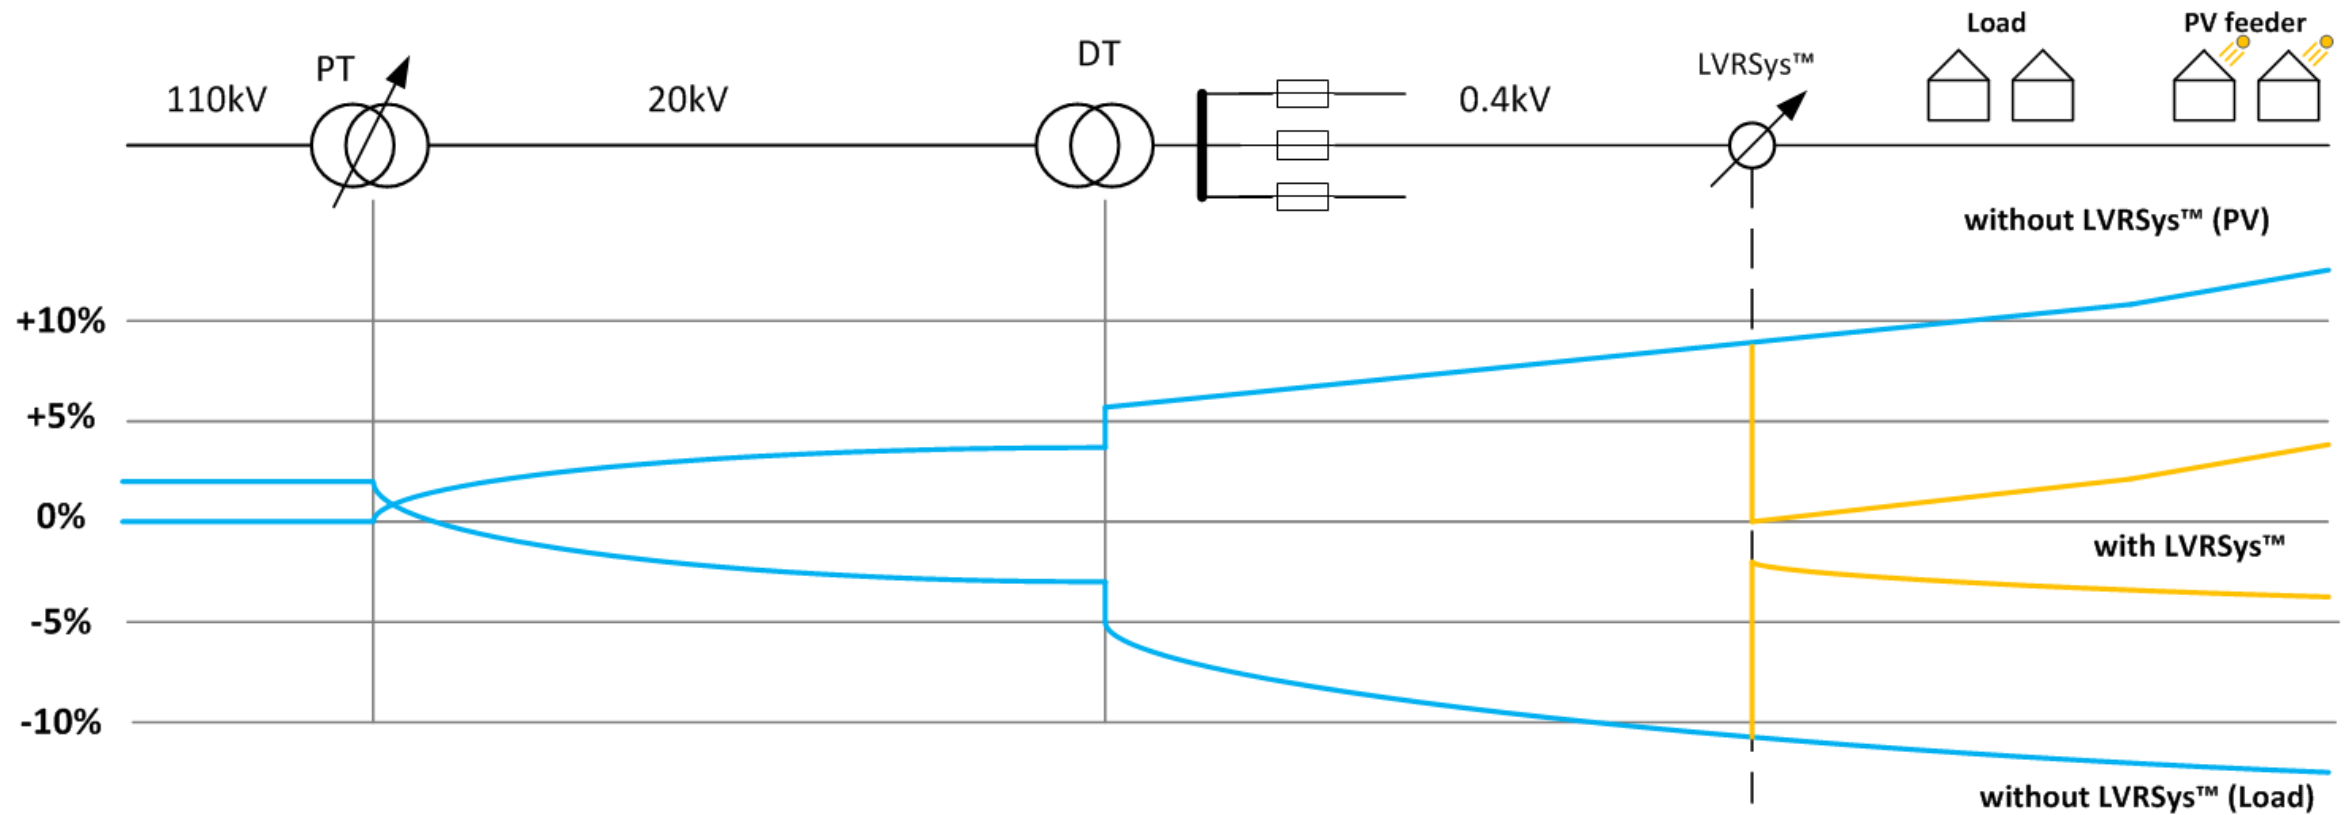 Load
PV feeder
PT
DT
LVRSys™
110kV
20kV
0.4kV
without LVRSys™ (PV)
+10%
+5%
0%
with LVRSys™
-5%
-10%
without LVRSys™ (Load)